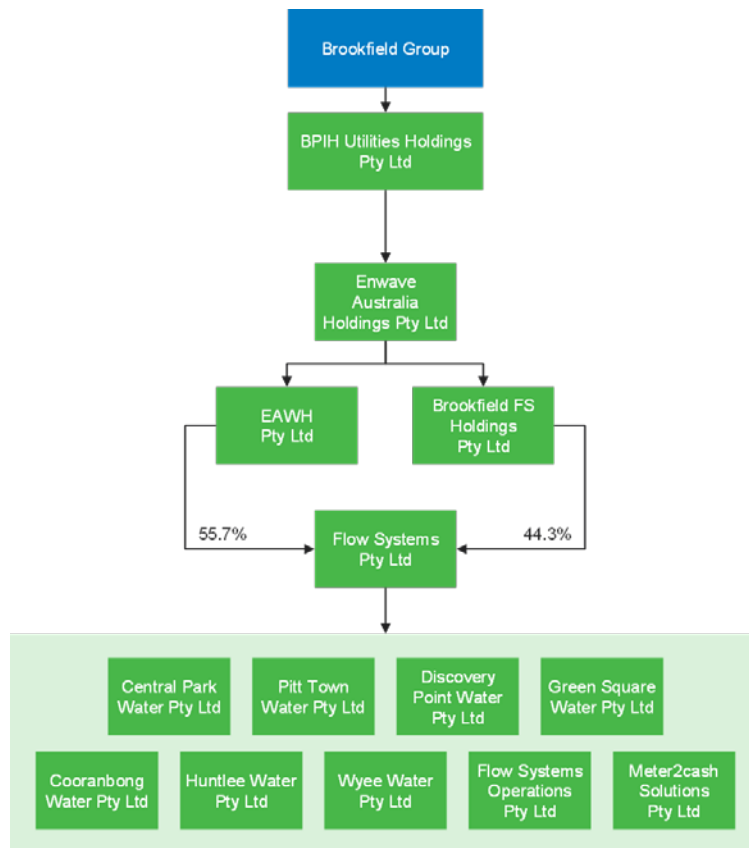 Brookfield Group
BPIH Utilities Holdings
Pty Ltd
Enwave
Australia
Holdings Pty Ltd
EAWH
Pty Ltd
Brookfield FS
Holdings
Pty Ltd
55.7%
Flow Systems
Pty Ltd
44.3%
Central Park
Water Pty Ltd
Pitt Town
Water Pty Ltd
Discovery
Point Water
Pty Ltd
Green Square
Water Pty Ltd
Cooranbong
Water Pty Ltd
Huntlee Water
Pty Ltd
Wyee Water
Pty Ltd
Flow Systems
Operations
Pty Ltd
Meter2cash
Solutions
Pty Ltd